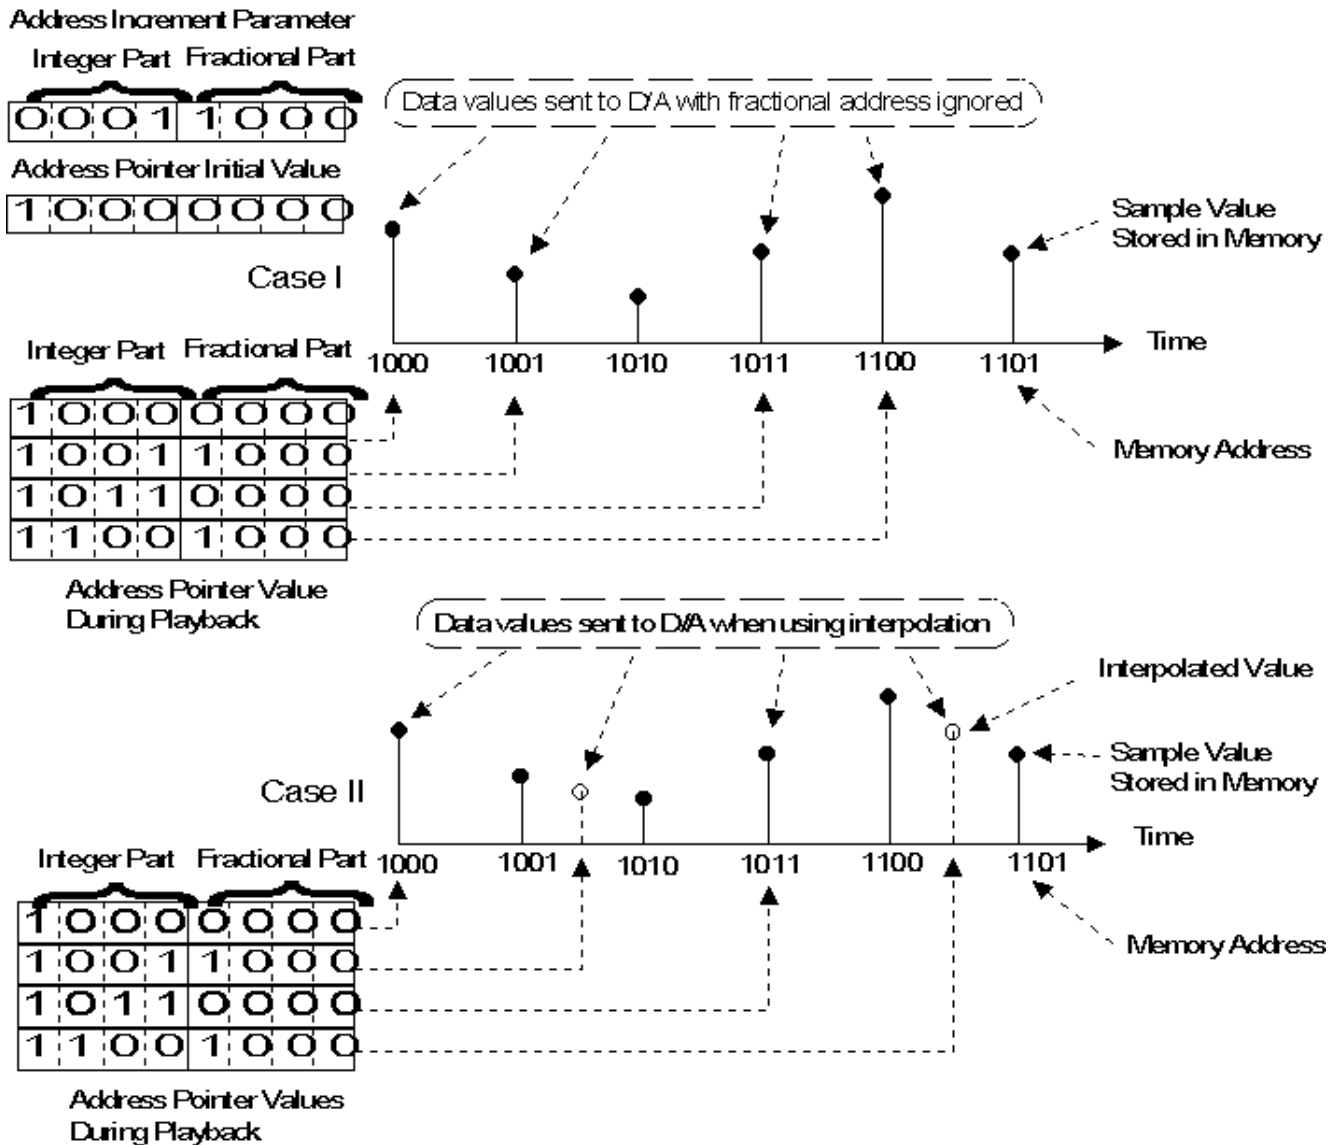 Address Increment Parameter
Integer Part Fractional Part
0 0 0 1 1 0 0 0
Address Pointer Initial Value
1 0 0 0 0 0 0 0
Data values sent to D/A with fractional address ignored
Sample Value
Stored in Memory
Case I
Time
1000 1001 1010 1011 1100 1101
Integer Part Fractional Part
1 0 0 0 0 0 0 0
1 0 0 1 1 0 0 0
1 0 1 1 0 0 0 0
1 1 0 0 1 0 0 0
Memory Address
Address Pointer Value
During Playback
Data values sent to D/A when using interpolation
Interpolated Value
Sample Value
Stored in Memory
Case II
Time
1000 1001 1010 1011 1100 1101
Integer Part Fractional Part
1 0 0 0 0 0 0 0
1 0 0 1 1 0 0 0
1 0 1 1 0 0 0 0
1 1 0 0 1 0 0 0
Memory Address
Address Pointer Values
During Playback